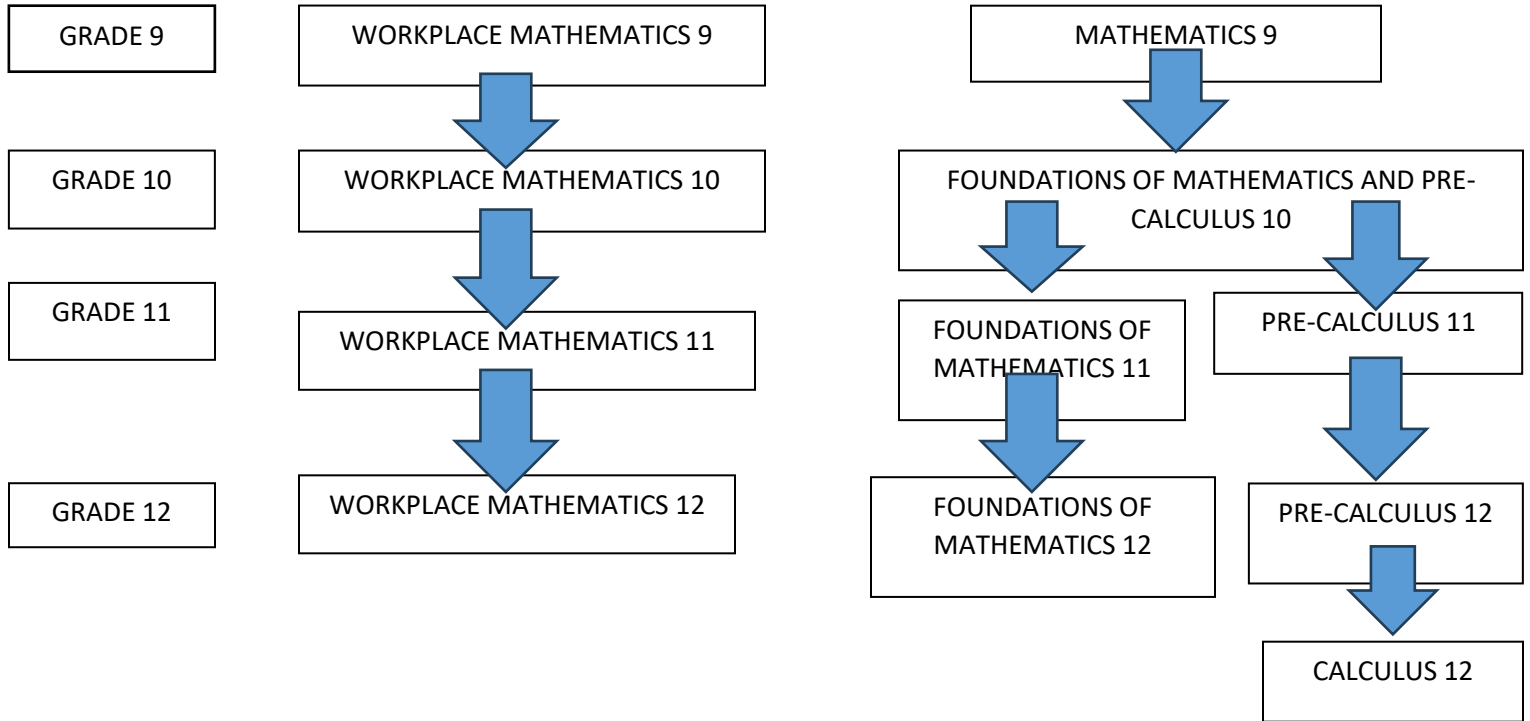 GRADE 9
WORKPLACE MATHEMATICS 9
MATHEMATICS 9
GRADE 10
WORKPLACE MATHEMATICS 10
FOUNDATIONS OF MATHEMATICS AND PRE-
CALCULUS 10
GRADE 11
WORKPLACE MATHEMATICS 11
FOUNDATIONS OF
MATHEMATICS 11
PRE-CALCULUS 11
GRADE 12
WORKPLACE MATHEMATICS 12
FOUNDATIONS OF
MATHEMATICS 12
PRE-CALCULUS 12
CALCULUS 12